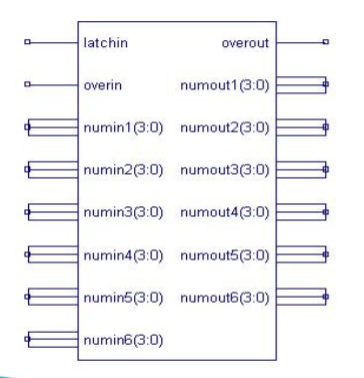 latchin overout
overin numout1(3:0)
numin1(3:0) numout2(3:0)
numin2(3:0) numout3(3:0)
numin3(3:0) numout4(3:0)
numin4(3:0) numout5(3:0)
numin5(3:0) numout6(3:0)
numin6(3:0)